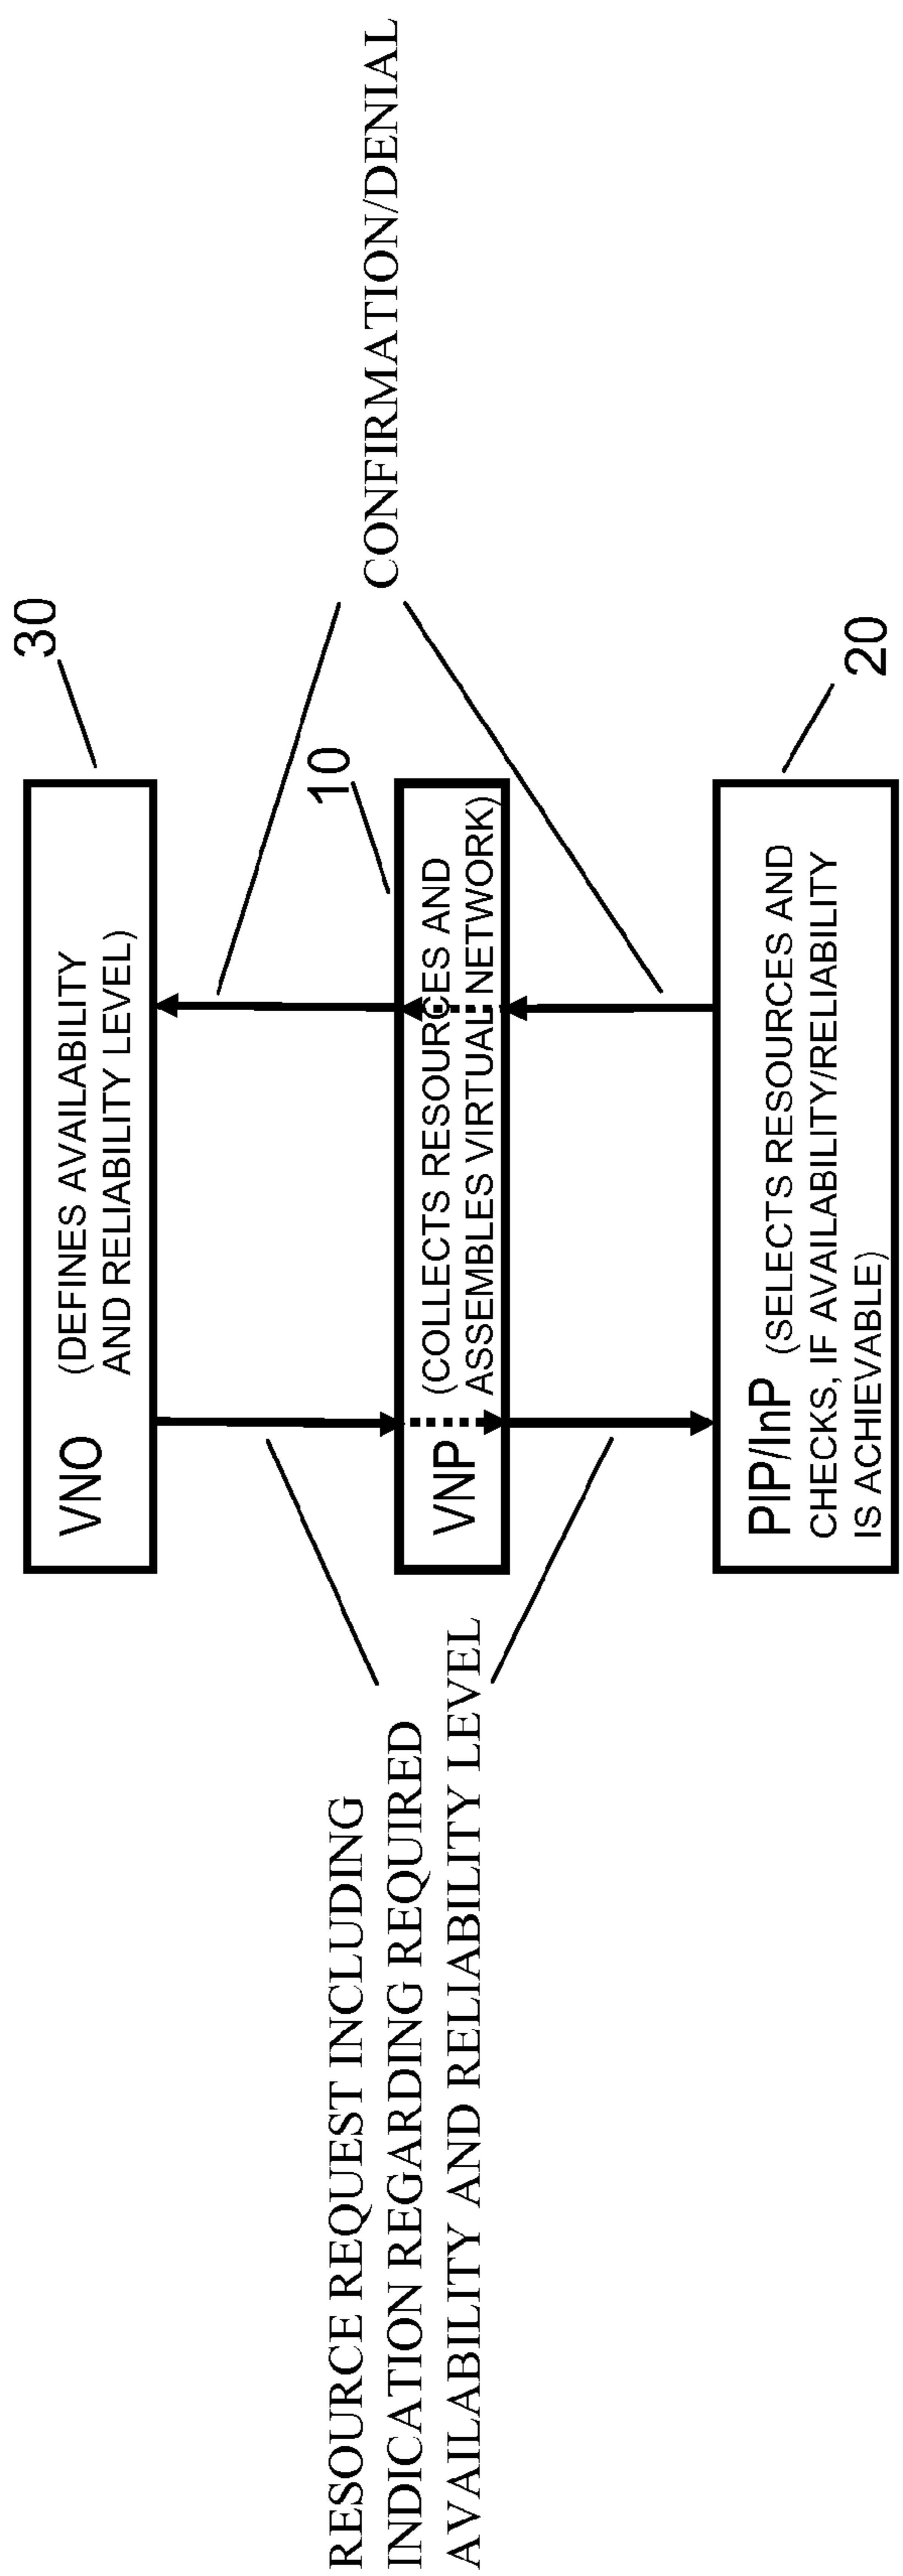 30
VNO (DEFINES AVAILABILITY
AND RELIABILITY LEVEL)
RESOURCE REQUEST INCLUDING
INDICATION REGARDING REQUIRED
AVAILABILITY AND RELIABILITY LEVEL
10
VNP (COLLECTS RESOURCES AND
ASSEMBLES VIRTUAL NETWORK)
CONFIRMATION/DENIAL
20
PIP/InP (SELECTS RESOURCES AND
CHECKS, IF AVAILABILITY/RELIABILITY
IS ACHIEVABLE)